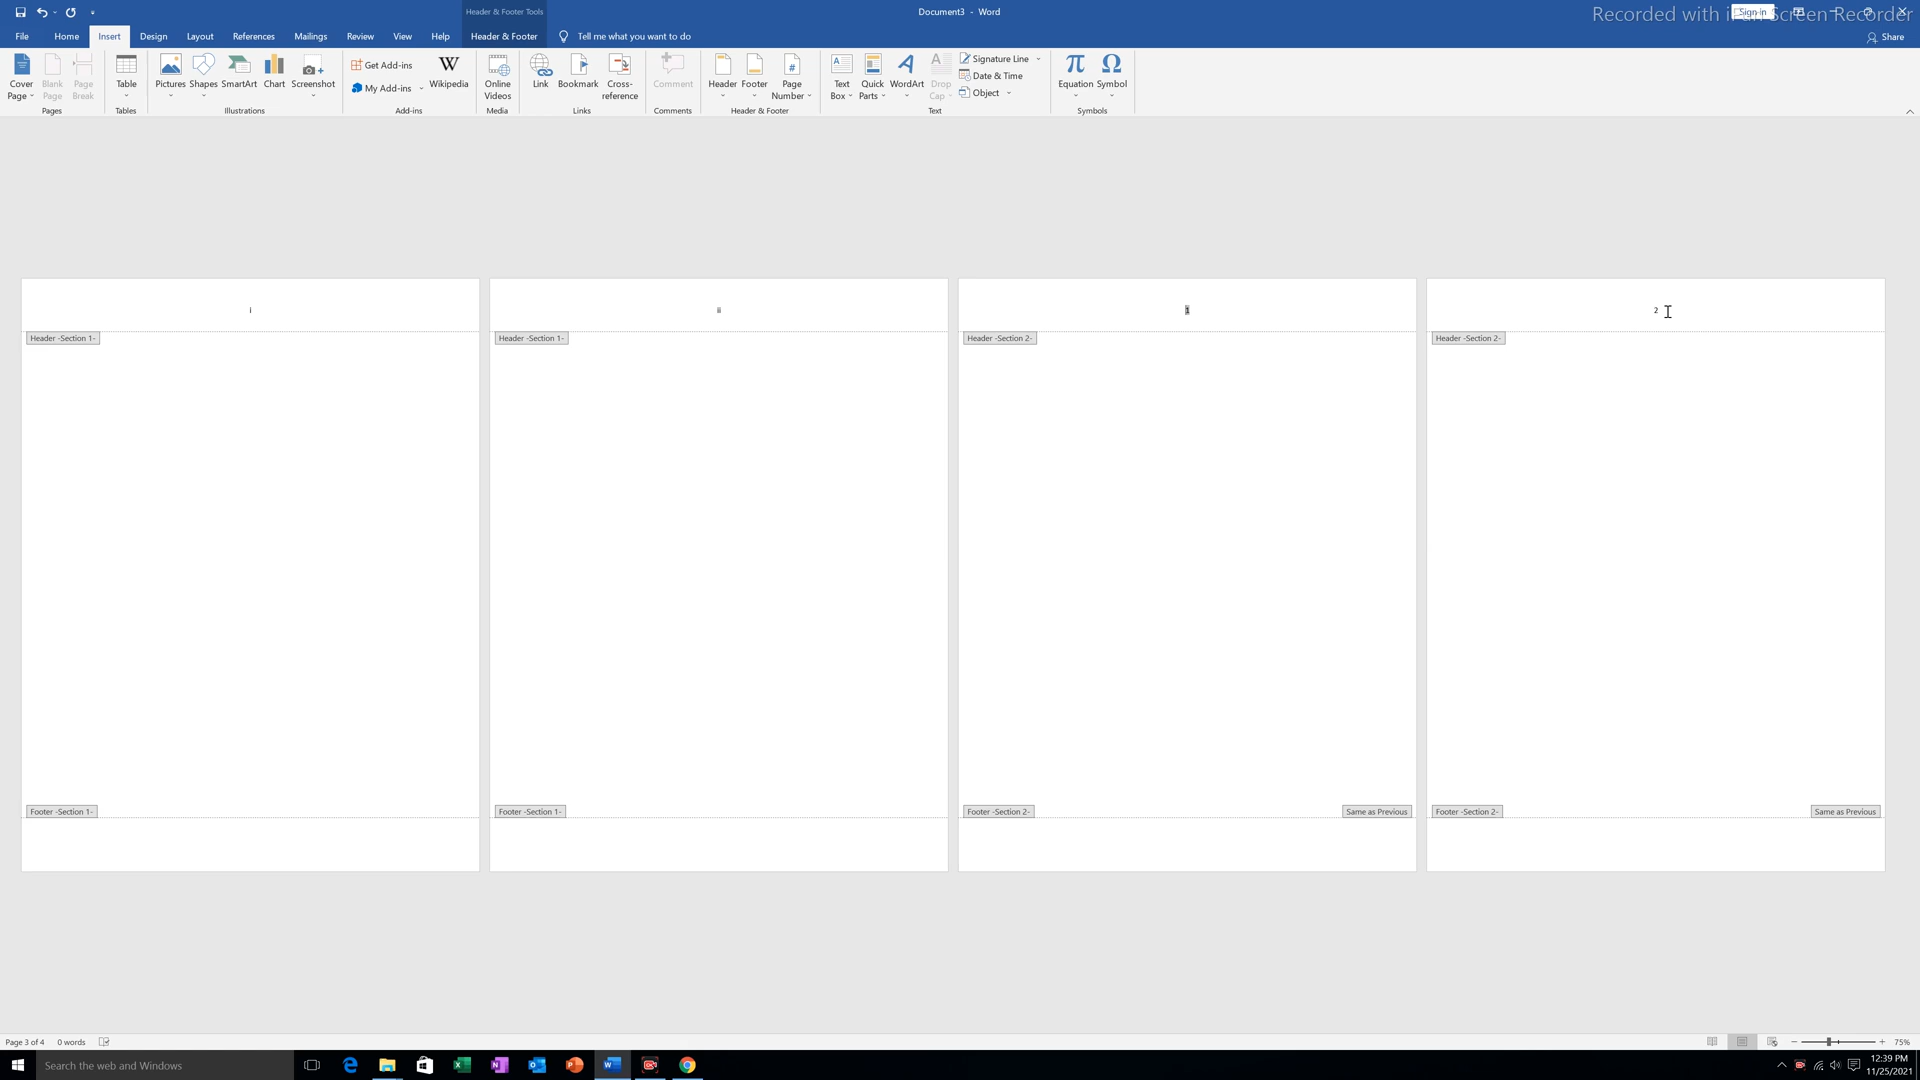 Header & Footer Tools
Document3 - Word
Sign in
Recorded with iFun Screen Recorder
File Home Insert Design Layout References Mailings Review View Help Header & Footer Tell me what you want to do
Share
Cover Page
Blank Page
Page Break
Pages
Table
Tables
Pictures
Shapes
SmartArt
Chart
Screenshot
Illustrations
Get Add-ins
My Add-ins
Wikipedia
Add-ins
Online Videos
Media
Link
Bookmark
Cross-reference
Links
Comment
Comments
Header
Footer
Page Number
Header & Footer
Text Box
Quick Parts
WordArt
Drop Cap
Signature Line
Date & Time
Object
Text
Equation
Symbol
Symbols
i
ii
1
2
Header -Section 1-
Header -Section 1-
Header -Section 2-
Header -Section 2-
Footer -Section 1-
Footer -Section 1-
Footer -Section 2-
Same as Previous
Footer -Section 2-
Same as Previous
Page 3 of 4 0 words
75%
Search the web and Windows
12:39 PM
11/25/2021